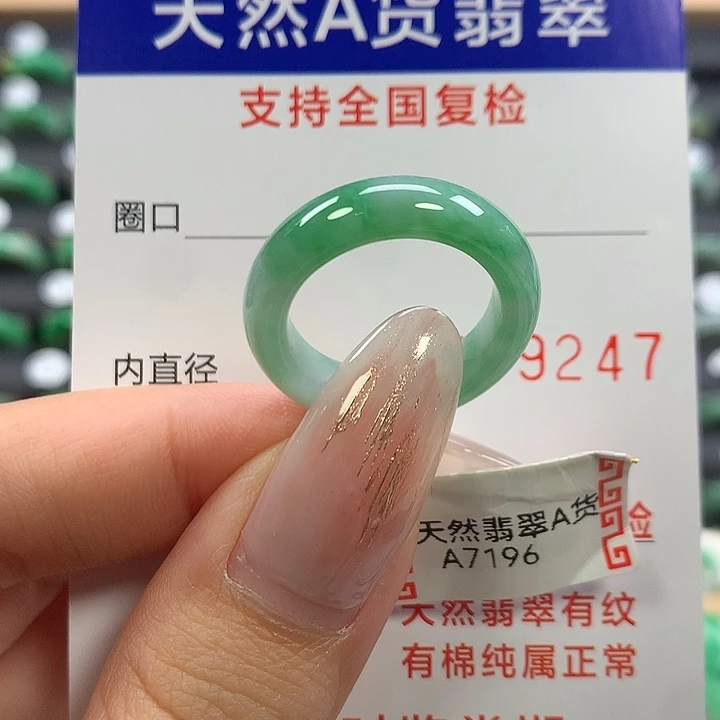 天然A货翡翠
支持全国复检
圈口
内直径
9247
检
天然翡翠A货
A7196
天然翡翠有纹
有棉纯属正常